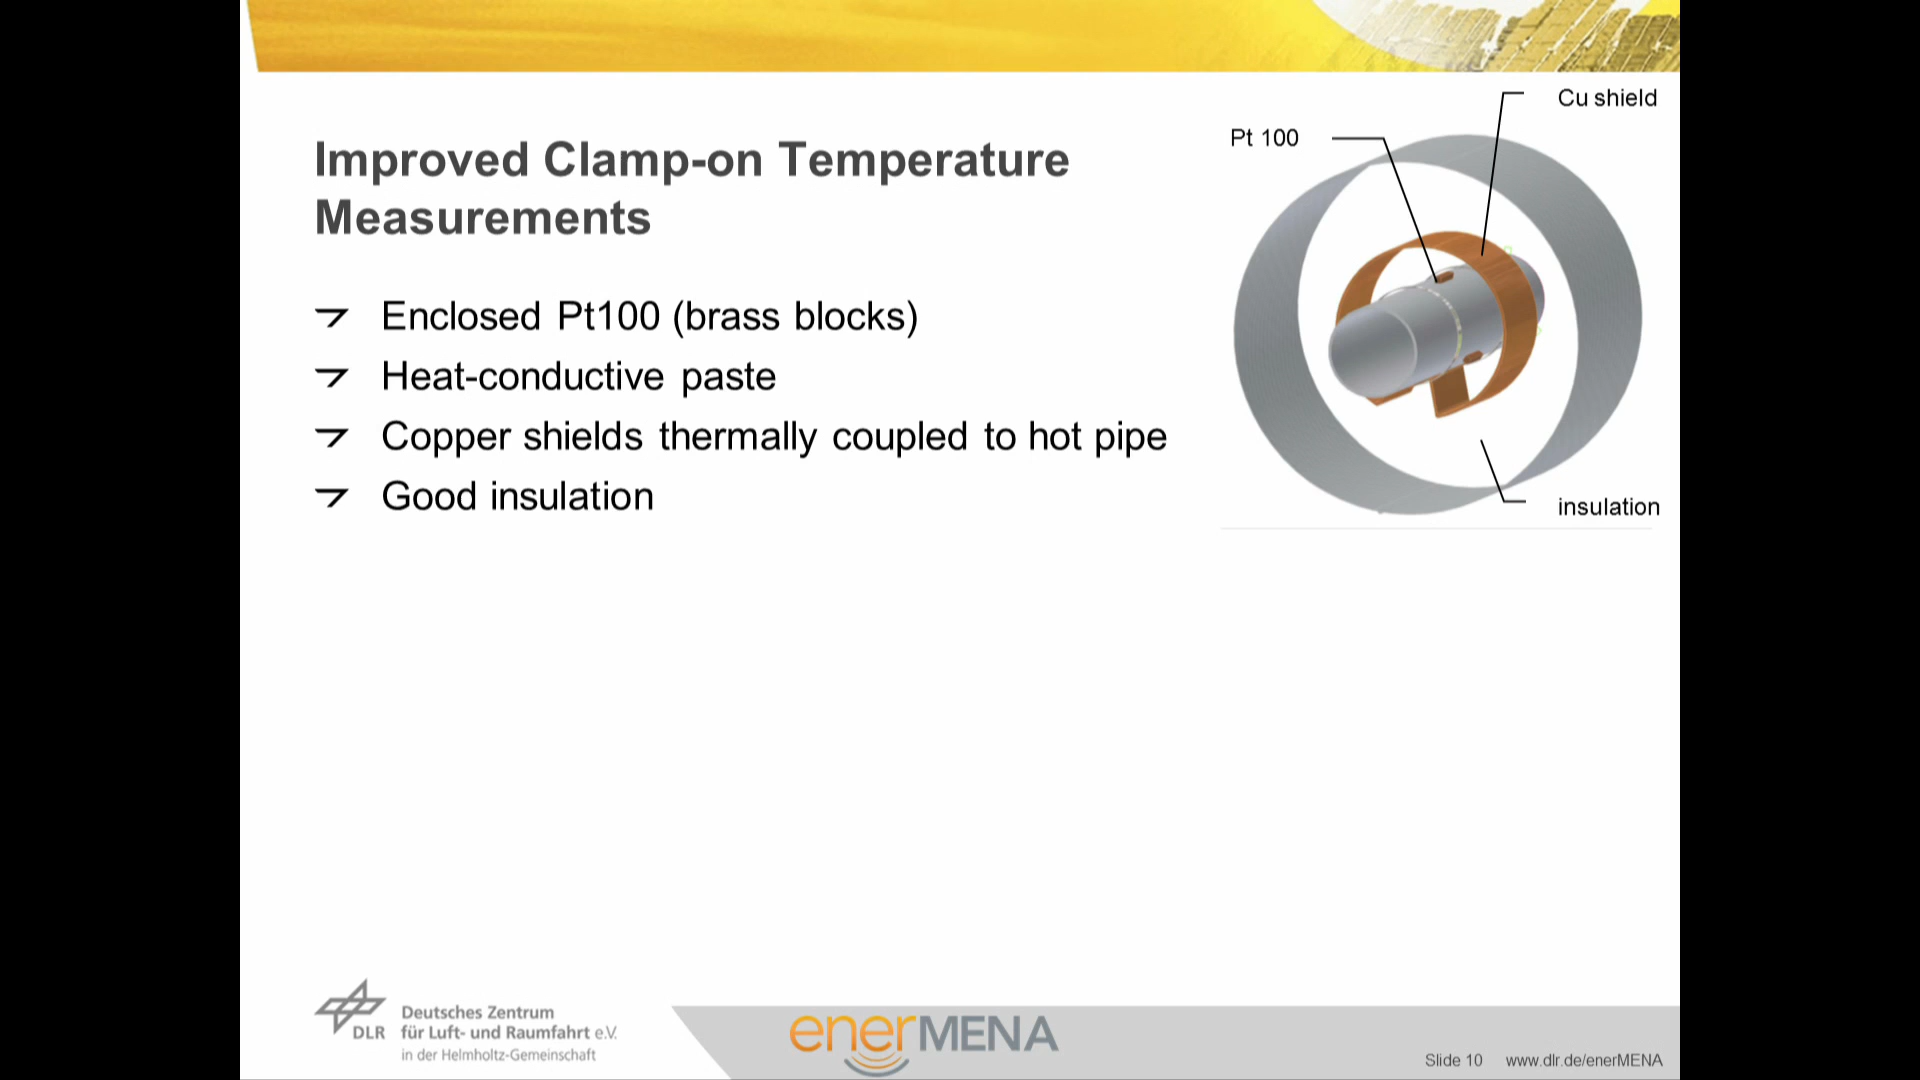 Cu shield
Pt 100
Improved Clamp-on Temperature
Measurements
Enclosed Pt100 (brass blocks)
Heat-conductive paste
Copper shields thermally coupled to hot pipe
Good insulation
insulation
DLR
Deutsches Zentrum
für Luft- und Raumfahrt e.V.
in der Helmholtz-Gemeinschaft
enerMENA
Slide 10 www.dlr.de/enerMENA